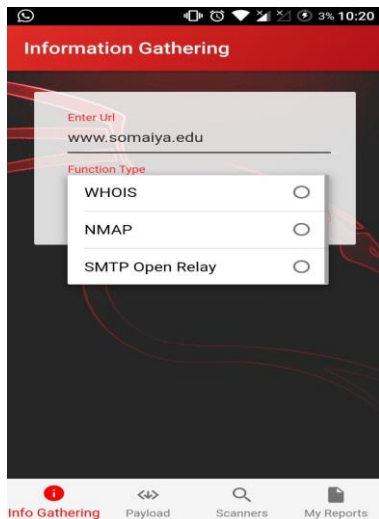 3% 10:20
Information Gathering
Enter Url
www.somaiya.edu
Function Type
WHOIS
NMAP
SMTP Open Relay
Info Gathering
Payload
Scanners
My Reports